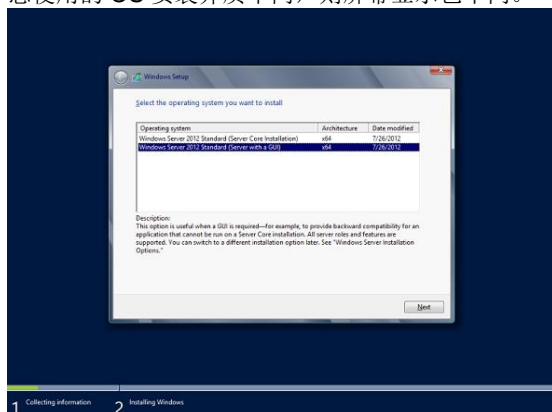 您使用的 OS 安装介质不同，则屏幕显示也不同。
Windows Setup
Select the operating system you want to install
Operating system Architecture Date modified
Windows Server 2012 Standard (Server Core Installation) x64 7/26/2012
Windows Server 2012 Standard (Server with a GUI) x64 7/26/2012
Description:
This option is useful when a GUI is required—for example, to provide backward compatibility for an
application that cannot be run on a Server Core installation. All server roles and features are
supported. You can switch to a different installation option later. See "Windows Server Installation
Options."
Next
1 Collecting information 2 Installing Windows